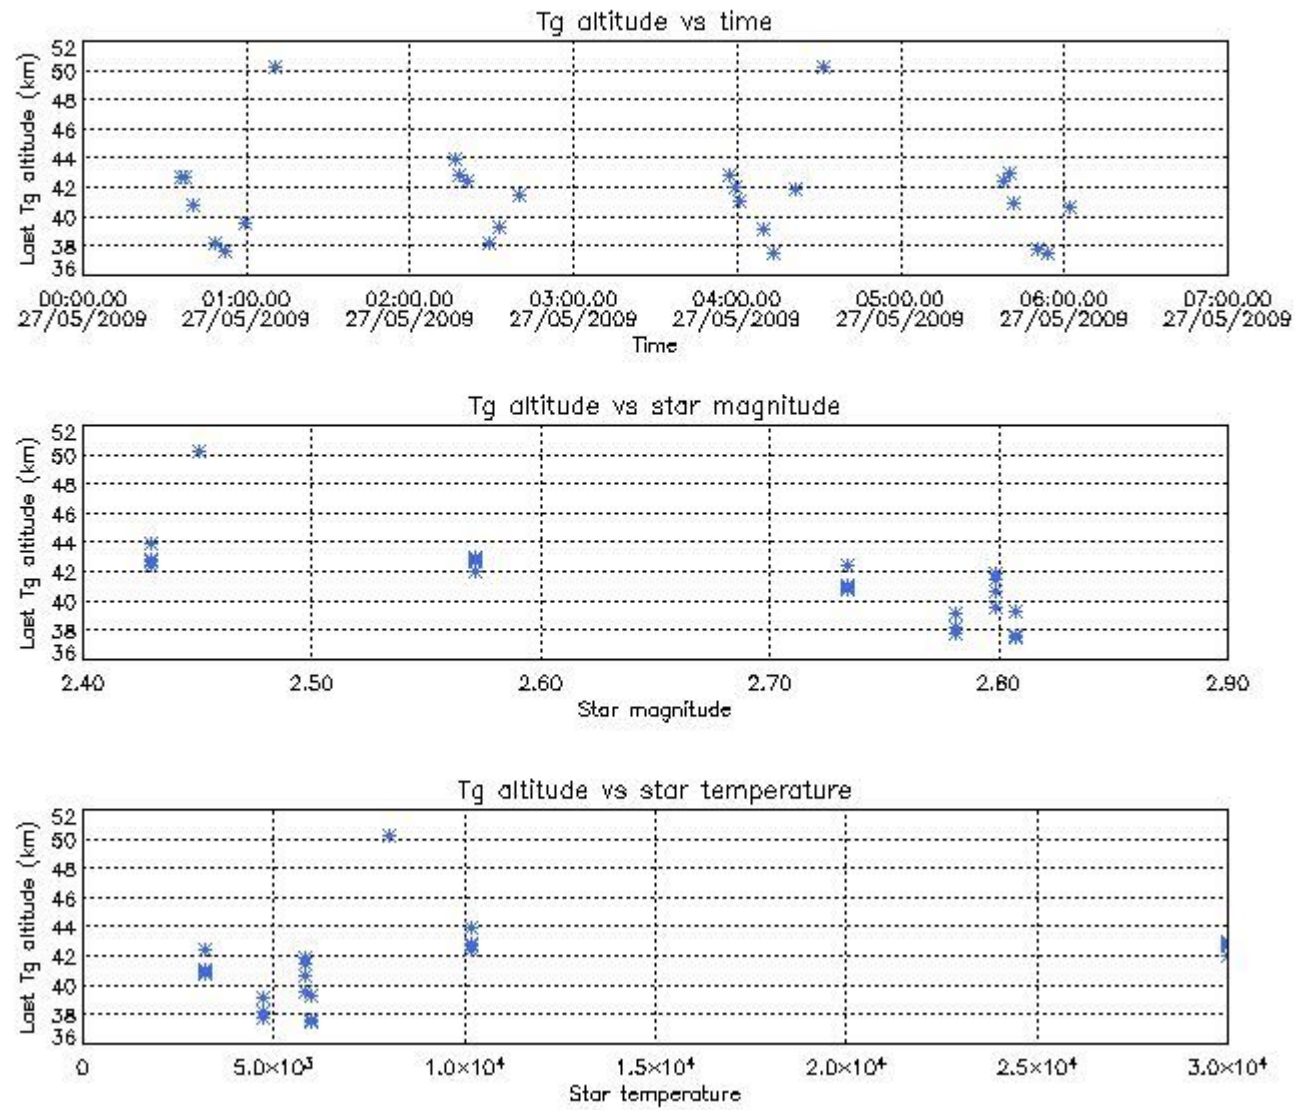 Tg altitude vs time
Last Tg altitude (km)
52
50
48
46
44
42
40
38
36
00:00.00 01:00.00 02:00.00 03:00.00 04:00.00 05:00.00 06:00.00 07:00.00
27/05/2009 27/05/2009 27/05/2009 27/05/2009 27/05/2009 27/05/2009 27/05/2009 27/05/2009
Time
Tg altitude vs star magnitude
Last Tg altitude (km)
52
50
48
46
44
42
40
38
36
2.40 2.50 2.60 2.70 2.80 2.90
Star magnitude
Tg altitude vs star temperature
Last Tg altitude (km)
52
50
48
46
44
42
40
38
36
0 5.0×10³ 1.0×10⁴ 1.5×10⁴ 2.0×10⁴ 2.5×10⁴ 3.0×10⁴
Star temperature